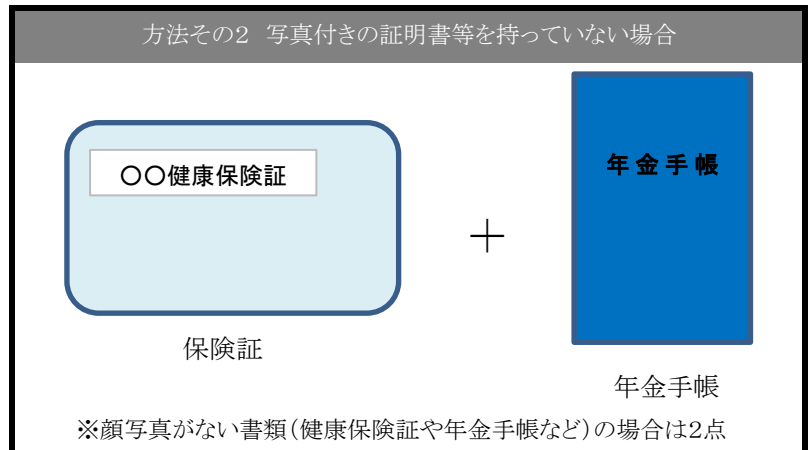 方法その2 写真付きの証明書等を持っていない場合
〇〇健康保険証
年金手帳
＋
保険証
年金手帳
※顔写真がない書類(健康保険証や年金手帳など)の場合は2点